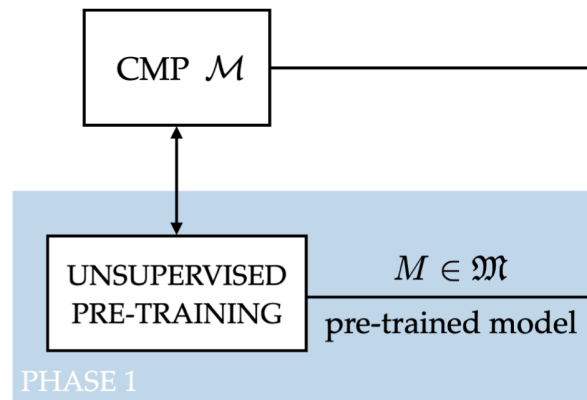 CMP ℳ
UNSUPERVISED
PRE-TRAINING
M ∈ 𝔐
pre-trained model
PHASE 1